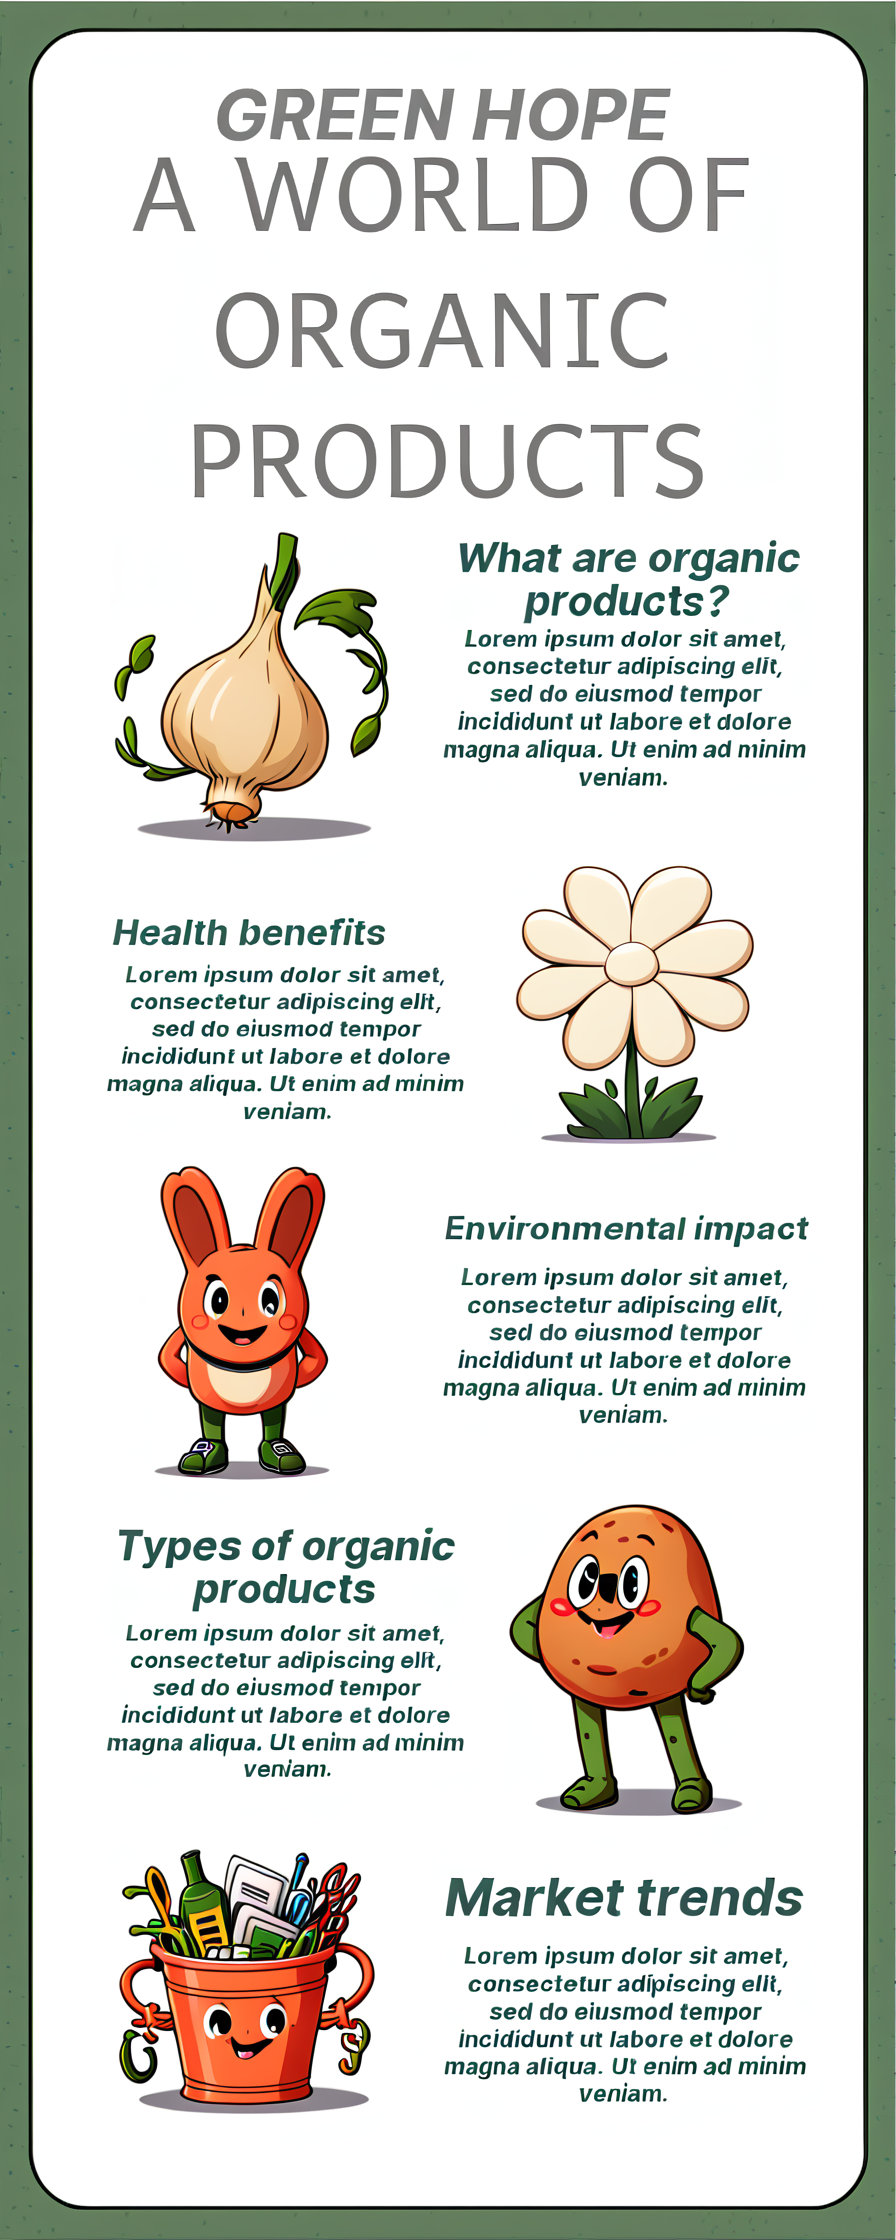 GREEN HOPE
A WORLD OF
ORGANIC
PRODUCTS
What are organic
products?
Lorem ipsum dolor sit amet,
consectetur adipiscing elit,
sed do eiusmod tempor
incididunt ut labore et dolore
magna aliqua. Ut enim ad minim
veniam.
Health benefits
Lorem ipsum dolor sit amet,
consectetur adipiscing elit,
sed do eiusmod tempor
incididunt ut labore et dolore
magna aliqua. Ut enim ad minim
veniam.
Environmental impact
Lorem ipsum dolor sit amet,
consectetur adipiscing elit,
sed do eiusmod tempor
incididunt ut labore et dolore
magna aliqua. Ut enim ad minim
veniam.
Types of organic
products
Lorem ipsum dolor sit amet,
consectetur adipiscing elit,
sed do eiusmod tempor
incididunt ut labore et dolore
magna aliqua. Ut enim ad minim
veniam.
Market trends
Lorem ipsum dolor sit amet,
consectetur adipiscing elit,
sed do eiusmod tempor
incididunt ut labore et dolore
magna aliqua. Ut enim ad minim
veniam.